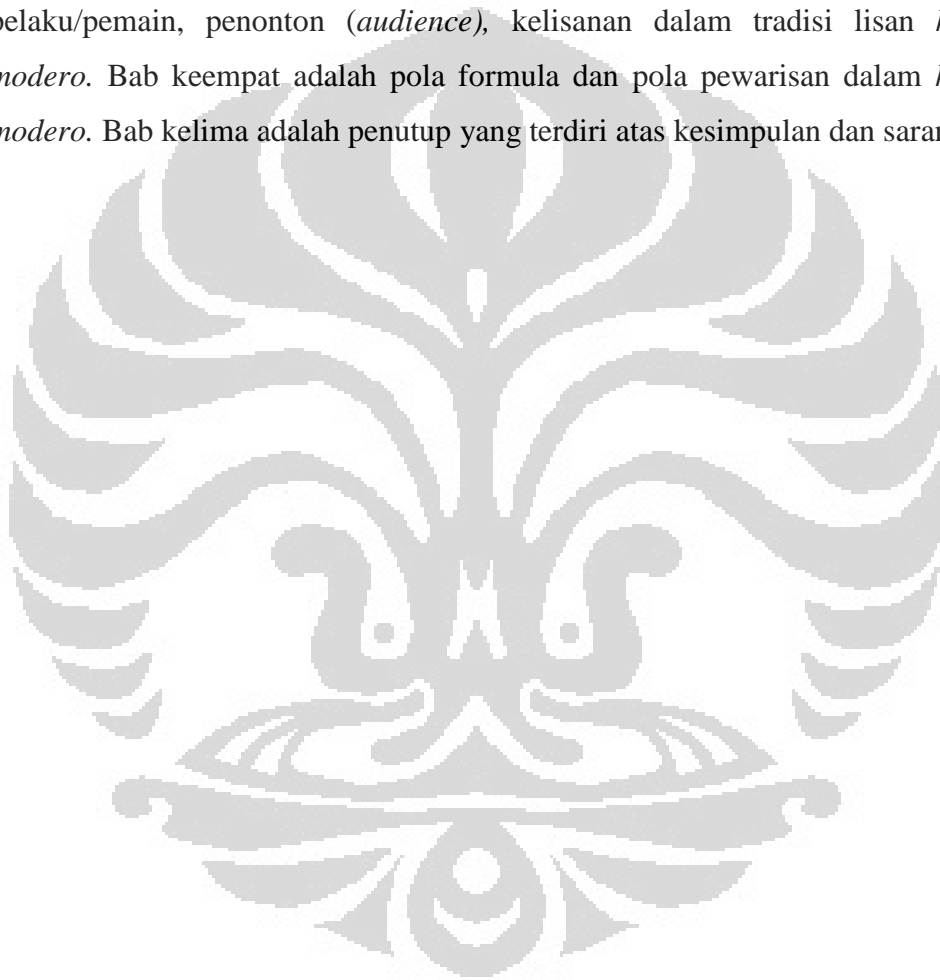 pelaku/pemain, penonton (audience), kelisanan dalam tradisi lisan
modero. Bab keempat adalah pola formula dan pola pewarisan dalam
modero. Bab kelima adalah penutup yang terdiri atas kesimpulan dan saran